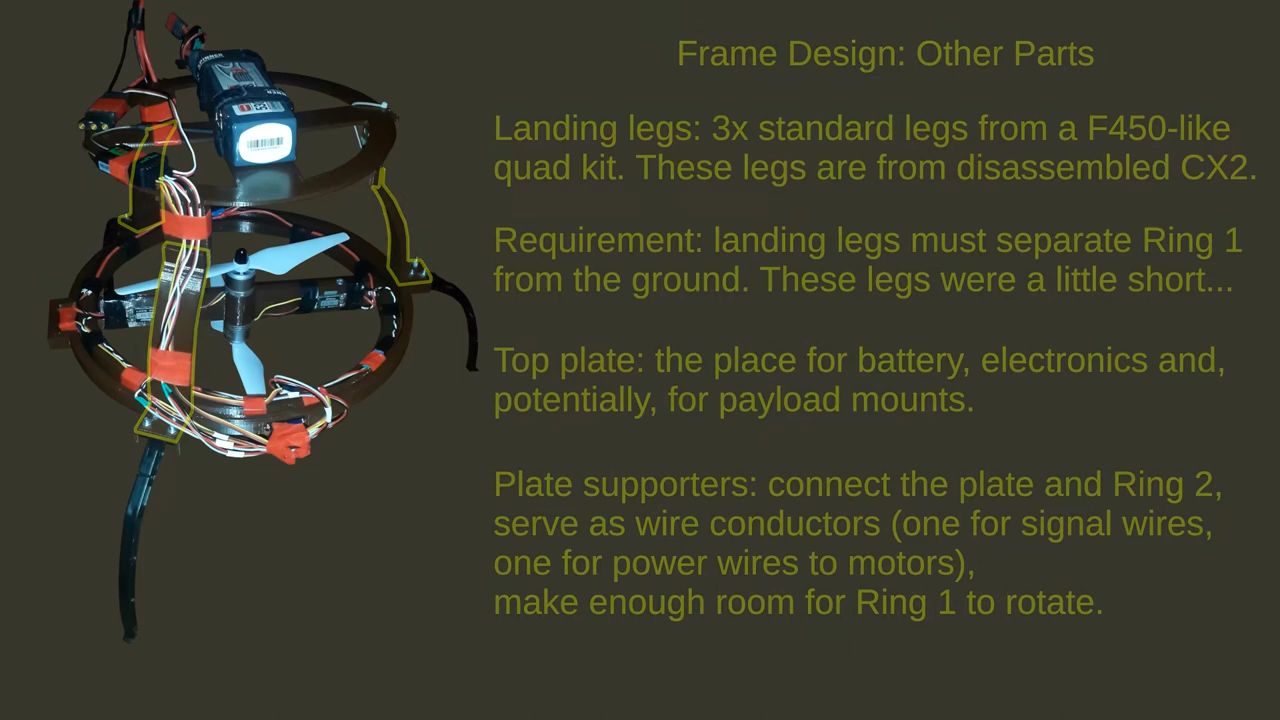 Frame Design: Other Parts
Landing legs: 3x standard legs from a F450-like
quad kit. These legs are from disassembled CX2.
Requirement: landing legs must separate Ring 1
from the ground. These legs were a little short...
Top plate: the place for battery, electronics and,
potentially, for payload mounts.
Plate supporters: connect the plate and Ring 2,
serve as wire conductors (one for signal wires,
one for power wires to motors),
make enough room for Ring 1 to rotate.